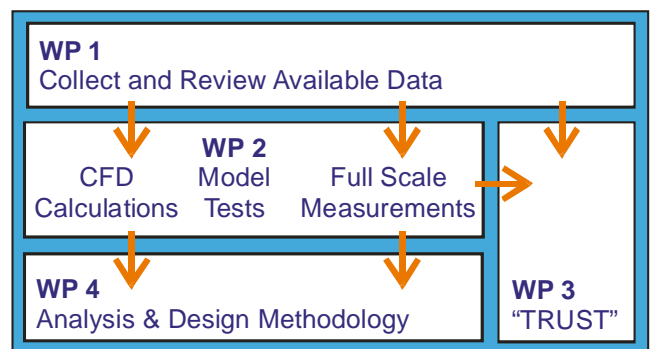 WP 1
Collect and Review Available Data
WP 2
CFD Model Full Scale
Calculations Tests Measurements
WP 4
Analysis & Design Methodology
WP 3
“TRUST”